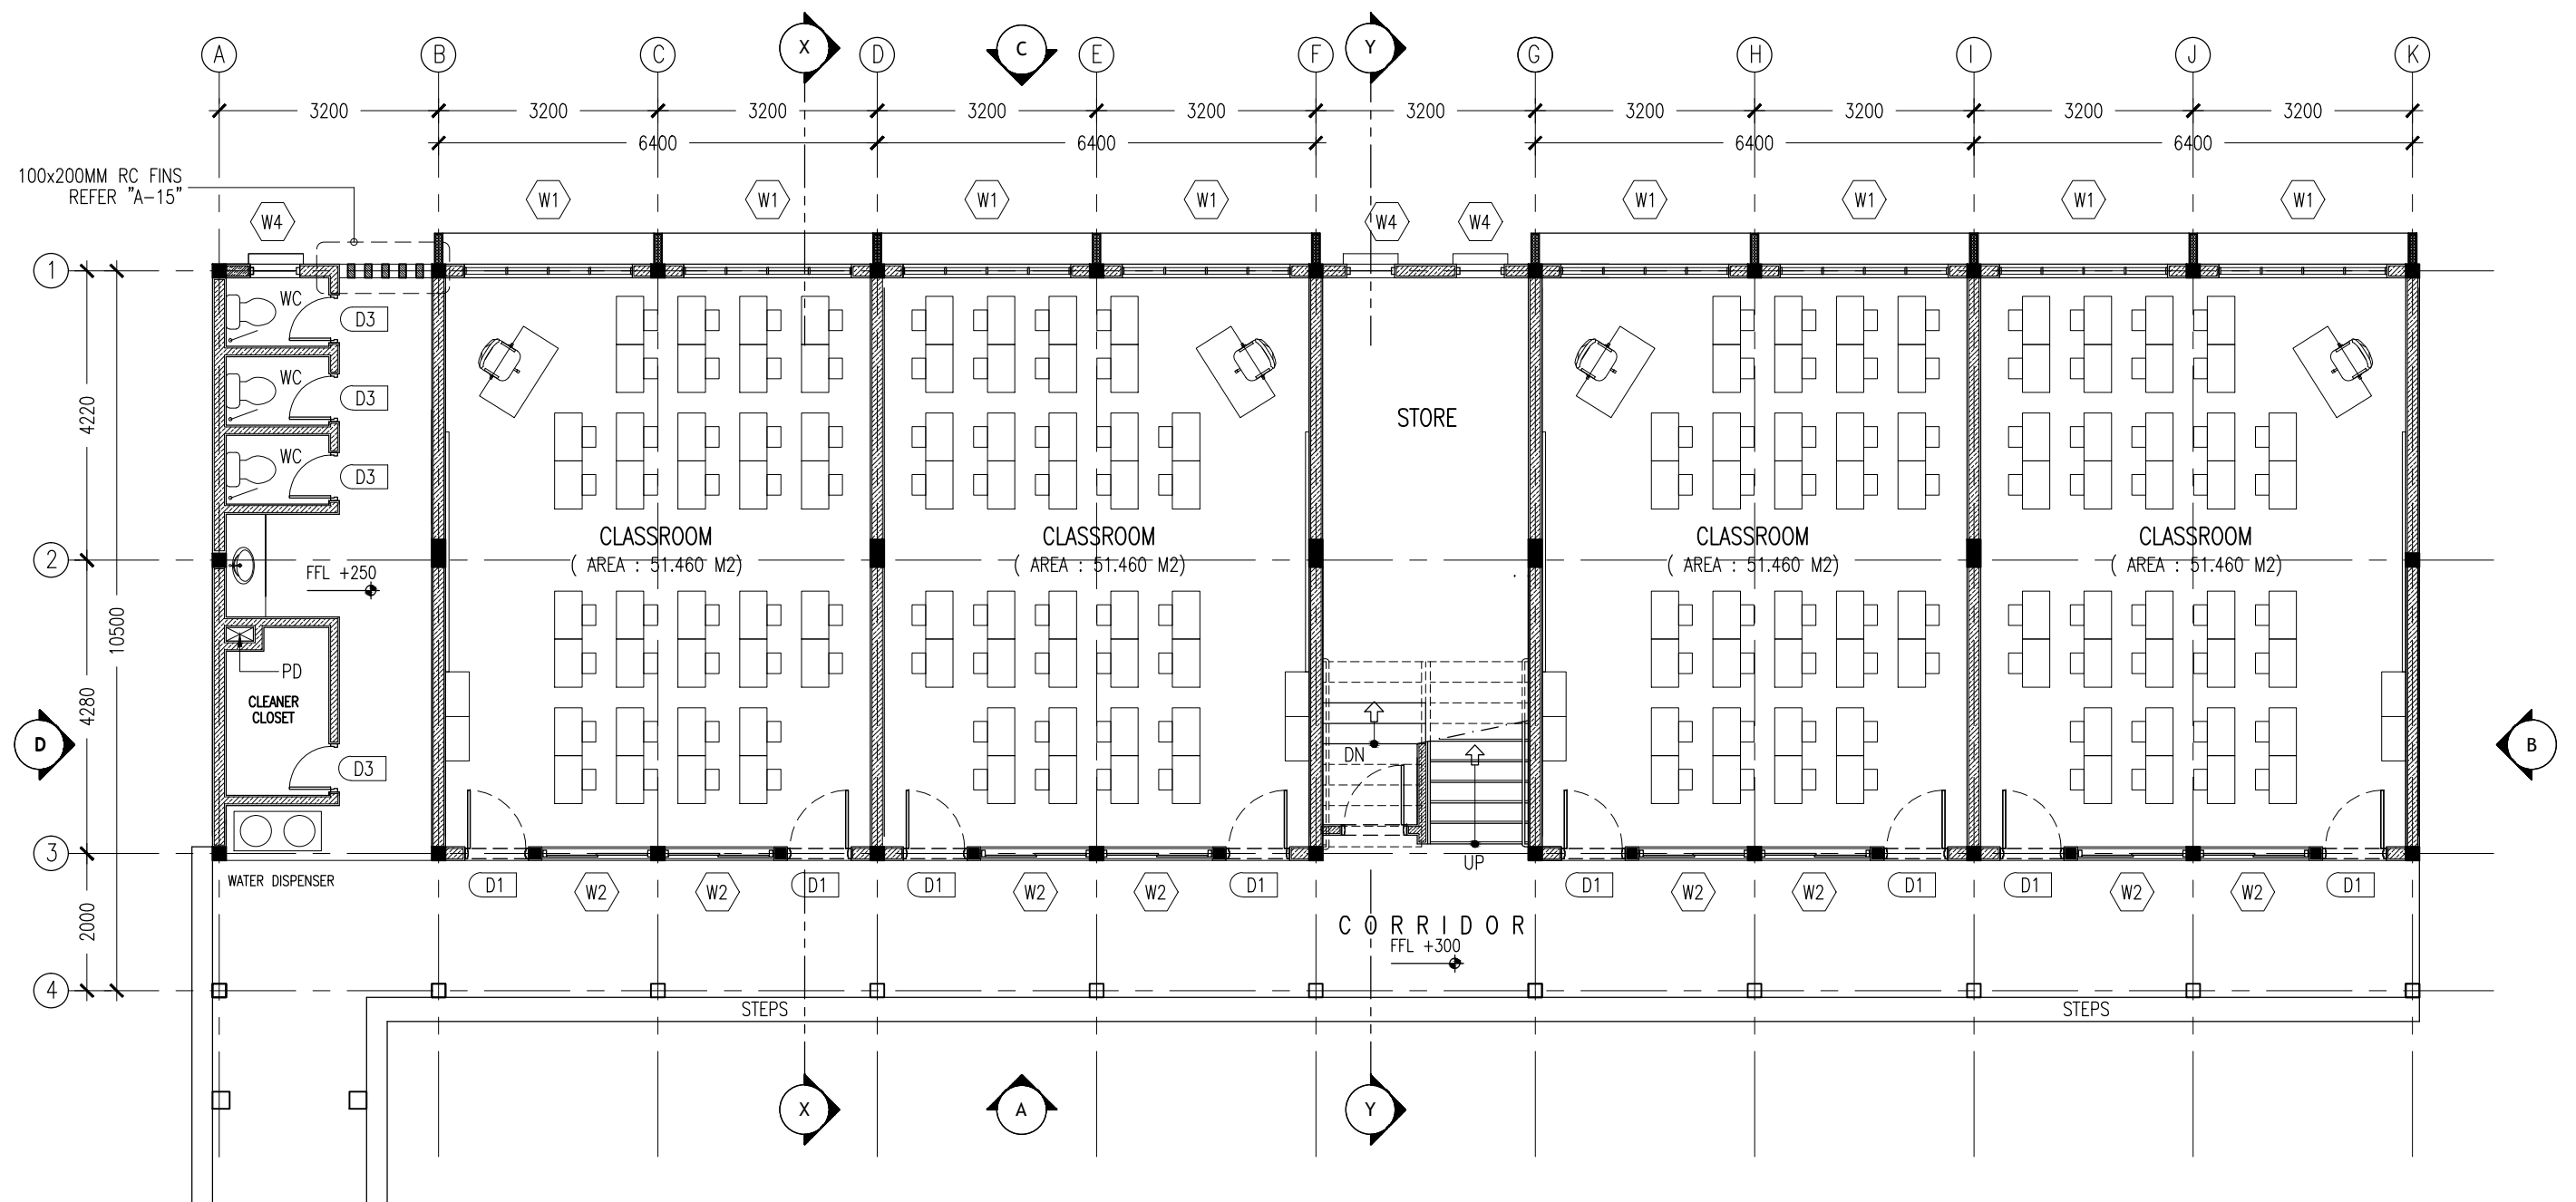 X
C
Y
A
B
C
D
E
F
G
H
I
J
K
3200
3200
3200
3200
3200
3200
3200
3200
3200
3200
6400
6400
6400
6400
100x200MM RC FINS
REFER "A-15"
W4
W1
W1
W1
W1
W4
W4
W1
W1
W1
W1
1
WC
D3
WC
D3
WC
D3
4220
STORE
CLASSROOM
( AREA : 51.460 M2)
CLASSROOM
( AREA : 51.460 M2)
CLASSROOM
( AREA : 51.460 M2)
CLASSROOM
( AREA : 51.460 M2)
2
FFL +250
10500
PD
CLEANER
CLOSET
4280
D
DN
B
D3
3
UP
WATER DISPENSER
D1
W2
W2
D1
D1
W2
W2
D1
D1
W2
W2
D1
D1
W2
W2
D1
2000
CORRIDOR
FFL +300
4
STEPS
STEPS
X
A
Y